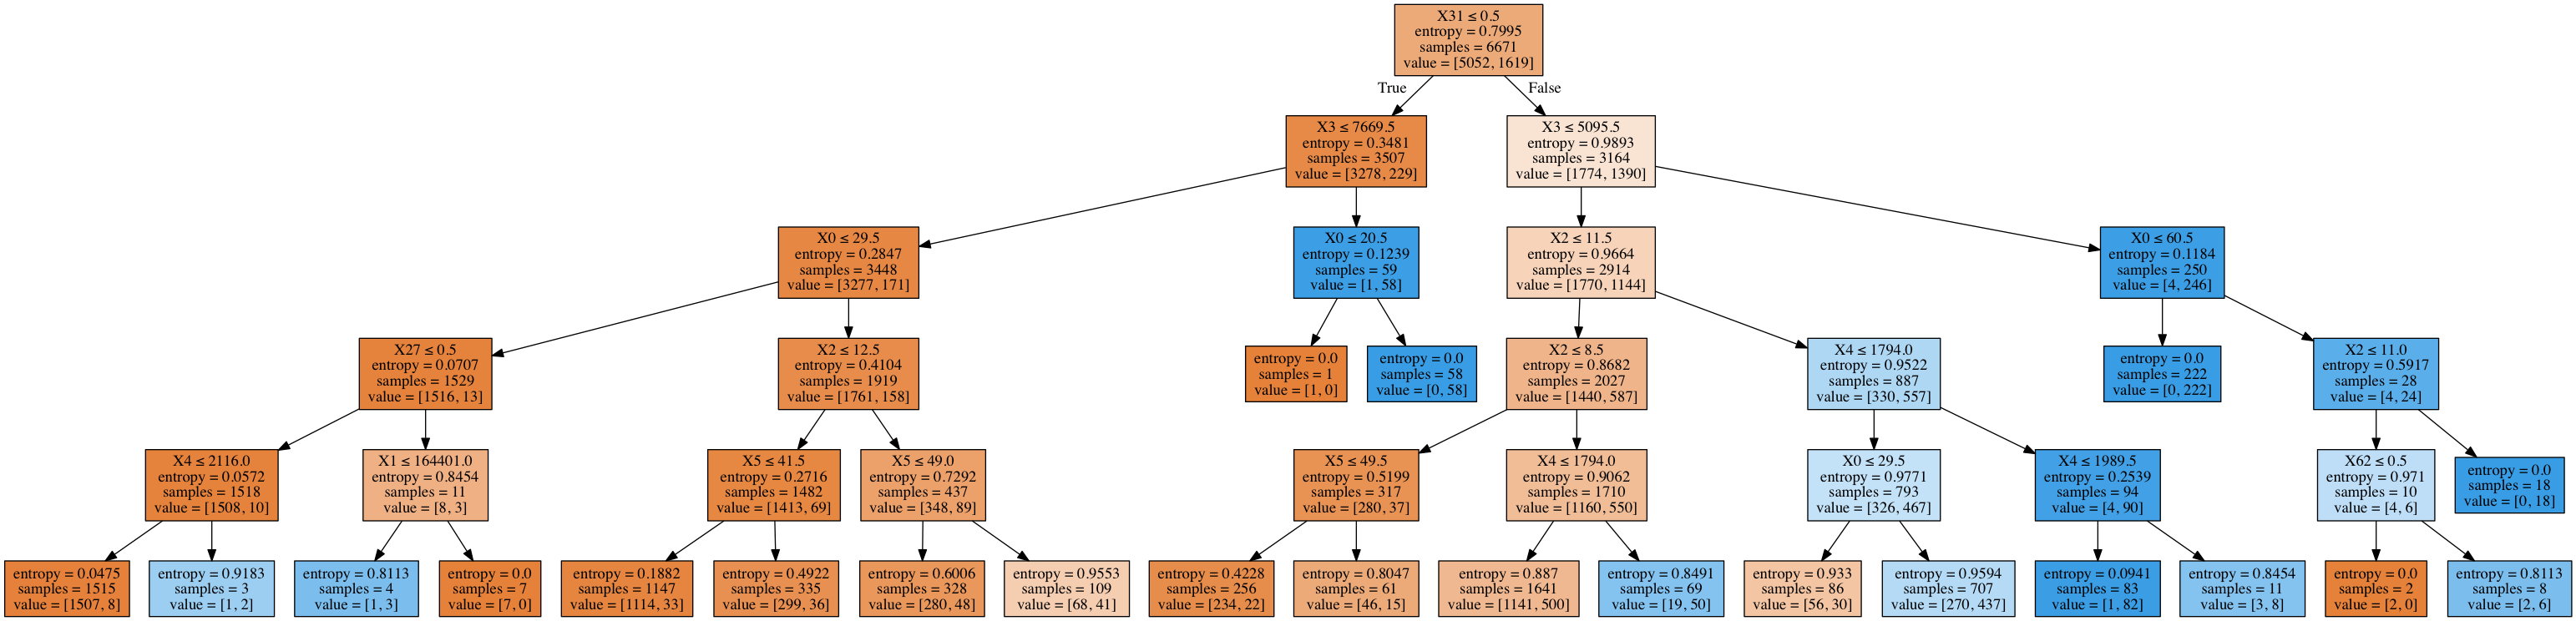 X31 ≤ 0.5
entropy = 0.7995
samples = 6671
value = [5052, 1619]
True
False
X3 ≤ 7669.5
entropy = 0.3481
samples = 3507
value = [3278, 229]
X3 ≤ 5095.5
entropy = 0.9893
samples = 3164
value = [1774, 1390]
X0 ≤ 29.5
entropy = 0.2847
samples = 3448
value = [3277, 171]
X0 ≤ 20.5
entropy = 0.1239
samples = 59
value = [1, 58]
X2 ≤ 11.5
entropy = 0.9664
samples = 2914
value = [1770, 1144]
X0 ≤ 60.5
entropy = 0.1184
samples = 250
value = [4, 246]
X27 ≤ 0.5
entropy = 0.0707
samples = 1529
value = [1516, 13]
X2 ≤ 12.5
entropy = 0.4104
samples = 1919
value = [1761, 158]
entropy = 0.0
samples = 1
value = [1, 0]
entropy = 0.0
samples = 58
value = [0, 58]
X2 ≤ 8.5
entropy = 0.8682
samples = 2027
value = [1440, 587]
X4 ≤ 1794.0
entropy = 0.9522
samples = 887
value = [330, 557]
entropy = 0.0
samples = 222
value = [0, 222]
X2 ≤ 11.0
entropy = 0.5917
samples = 28
value = [4, 24]
X4 ≤ 2116.0
entropy = 0.0572
samples = 1518
value = [1508, 10]
X1 ≤ 164401.0
entropy = 0.8454
samples = 11
value = [8, 3]
X5 ≤ 41.5
entropy = 0.2716
samples = 1482
value = [1413, 69]
X5 ≤ 49.0
entropy = 0.7292
samples = 437
value = [348, 89]
X5 ≤ 49.5
entropy = 0.5199
samples = 317
value = [280, 37]
X4 ≤ 1794.0
entropy = 0.9062
samples = 1710
value = [1160, 550]
X0 ≤ 29.5
entropy = 0.9771
samples = 793
value = [326, 467]
X4 ≤ 1989.5
entropy = 0.2539
samples = 94
value = [4, 90]
X62 ≤ 0.5
entropy = 0.971
samples = 10
value = [4, 6]
entropy = 0.0
samples = 18
value = [0, 18]
entropy = 0.0475
samples = 1515
value = [1507, 8]
entropy = 0.9183
samples = 3
value = [1, 2]
entropy = 0.8113
samples = 4
value = [1, 3]
entropy = 0.0
samples = 7
value = [7, 0]
entropy = 0.1882
samples = 1147
value = [1114, 33]
entropy = 0.4922
samples = 335
value = [299, 36]
entropy = 0.6006
samples = 328
value = [280, 48]
entropy = 0.9553
samples = 109
value = [68, 41]
entropy = 0.4228
samples = 256
value = [234, 22]
entropy = 0.8047
samples = 61
value = [46, 15]
entropy = 0.887
samples = 1641
value = [1141, 500]
entropy = 0.8491
samples = 69
value = [19, 50]
entropy = 0.933
samples = 86
value = [56, 30]
entropy = 0.9594
samples = 707
value = [270, 437]
entropy = 0.0941
samples = 83
value = [1, 82]
entropy = 0.8454
samples = 11
value = [3, 8]
entropy = 0.0
samples = 2
value = [2, 0]
entropy = 0.8113
samples = 8
value = [2, 6]